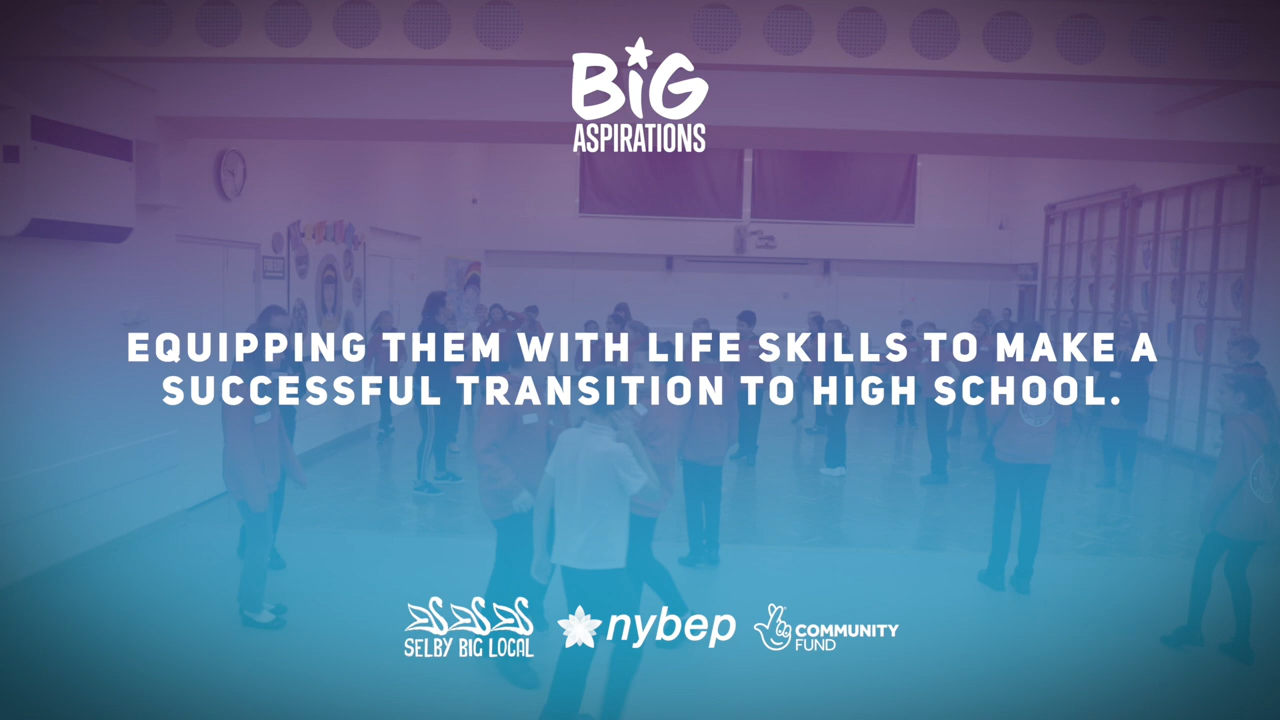 BiG
ASPIRATIONS
EQUIPPING THEM WITH LIFE SKILLS TO MAKE A
SUCCESSFUL TRANSITION TO HIGH SCHOOL.
SELBY BIG LOCAL
nybep
COMMUNITY
FUND